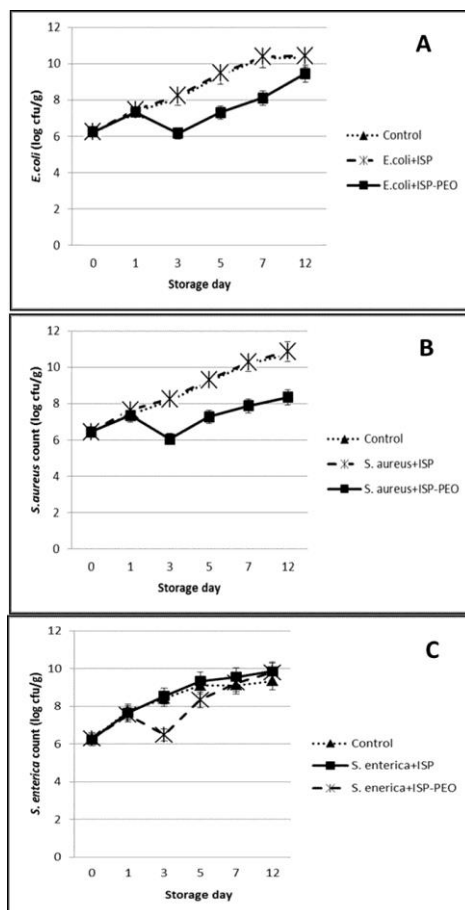 A
E.coli (log cfu/g)
12
10
8
6
4
2
0
0 1 3 5 7 12
Storage day
Control
E.coli+ISP
E.coli+ISP-PEO
B
S.aureus count (log cfu/g)
12
10
8
6
4
2
0
0 1 3 5 7 12
Storage day
Control
S. aureus+ISP
S. aureus+ISP-PEO
C
S. enterica count (log cfu/g)
12
10
8
6
4
2
0
0 1 3 5 7 12
Storage day
Control
S. enterica+ISP
S. enerica+ISP-PEO